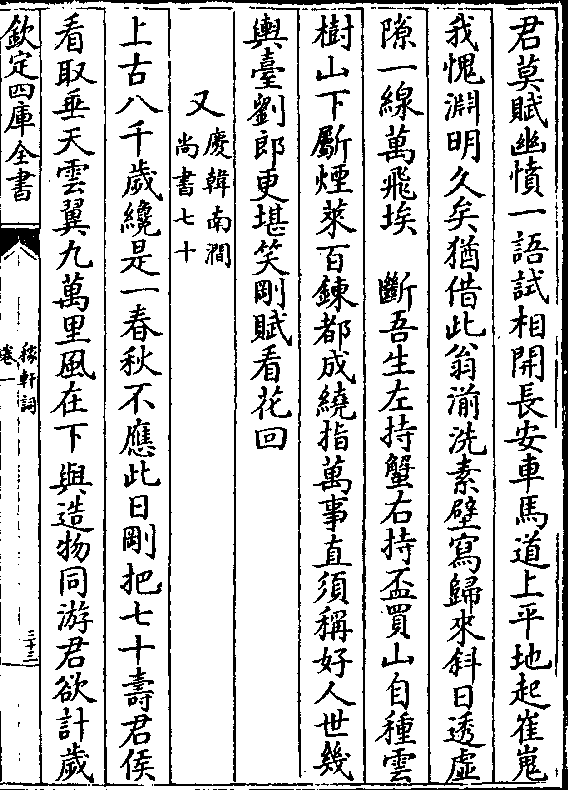 君莫賦幽憤一語試相開長安車馬道上平地起崔嵬
我愧淵明久矣猶借此翁湔洗素壁寫歸來斜日透虛
隙一線萬飛埃　斷吾生左持蟹右持盃買山自種雲
樹山下斸煙萊百鍊都成繞指萬事直須稱好人世幾
輿臺劉郎更堪笑剛賦看花回
又慶韓南澗尚書七十
上古八千歲纔是一春秋不應此日剛把七十壽君侯
看取垂天雲翼九萬里風在下與造物同游君欲計歲
欽定四庫全書
稼軒詞
卷一
三十三